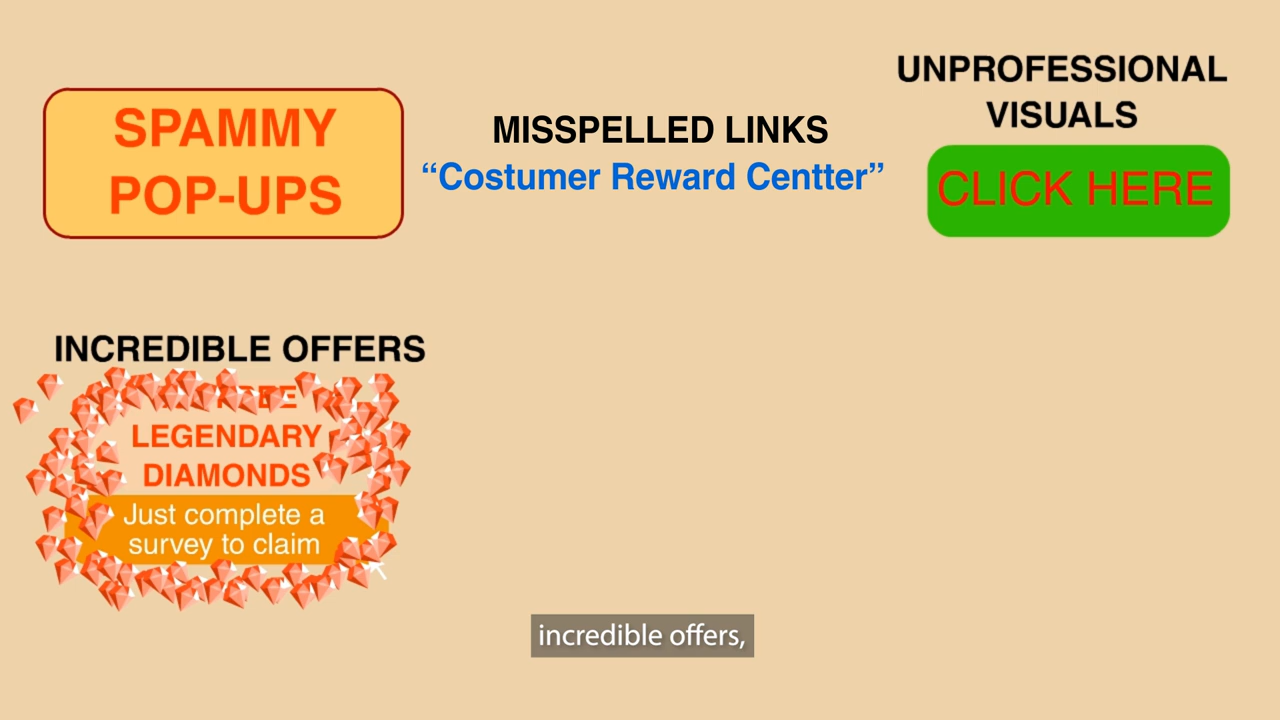 SPAMMY
POP-UPS
MISSPELLED LINKS
“Costumer Reward Centter”
UNPROFESSIONAL
VISUALS
CLICK HERE
INCREDIBLE OFFERS
LEGENDARY
DIAMONDS
Just complete a
survey to claim
incredible offers,